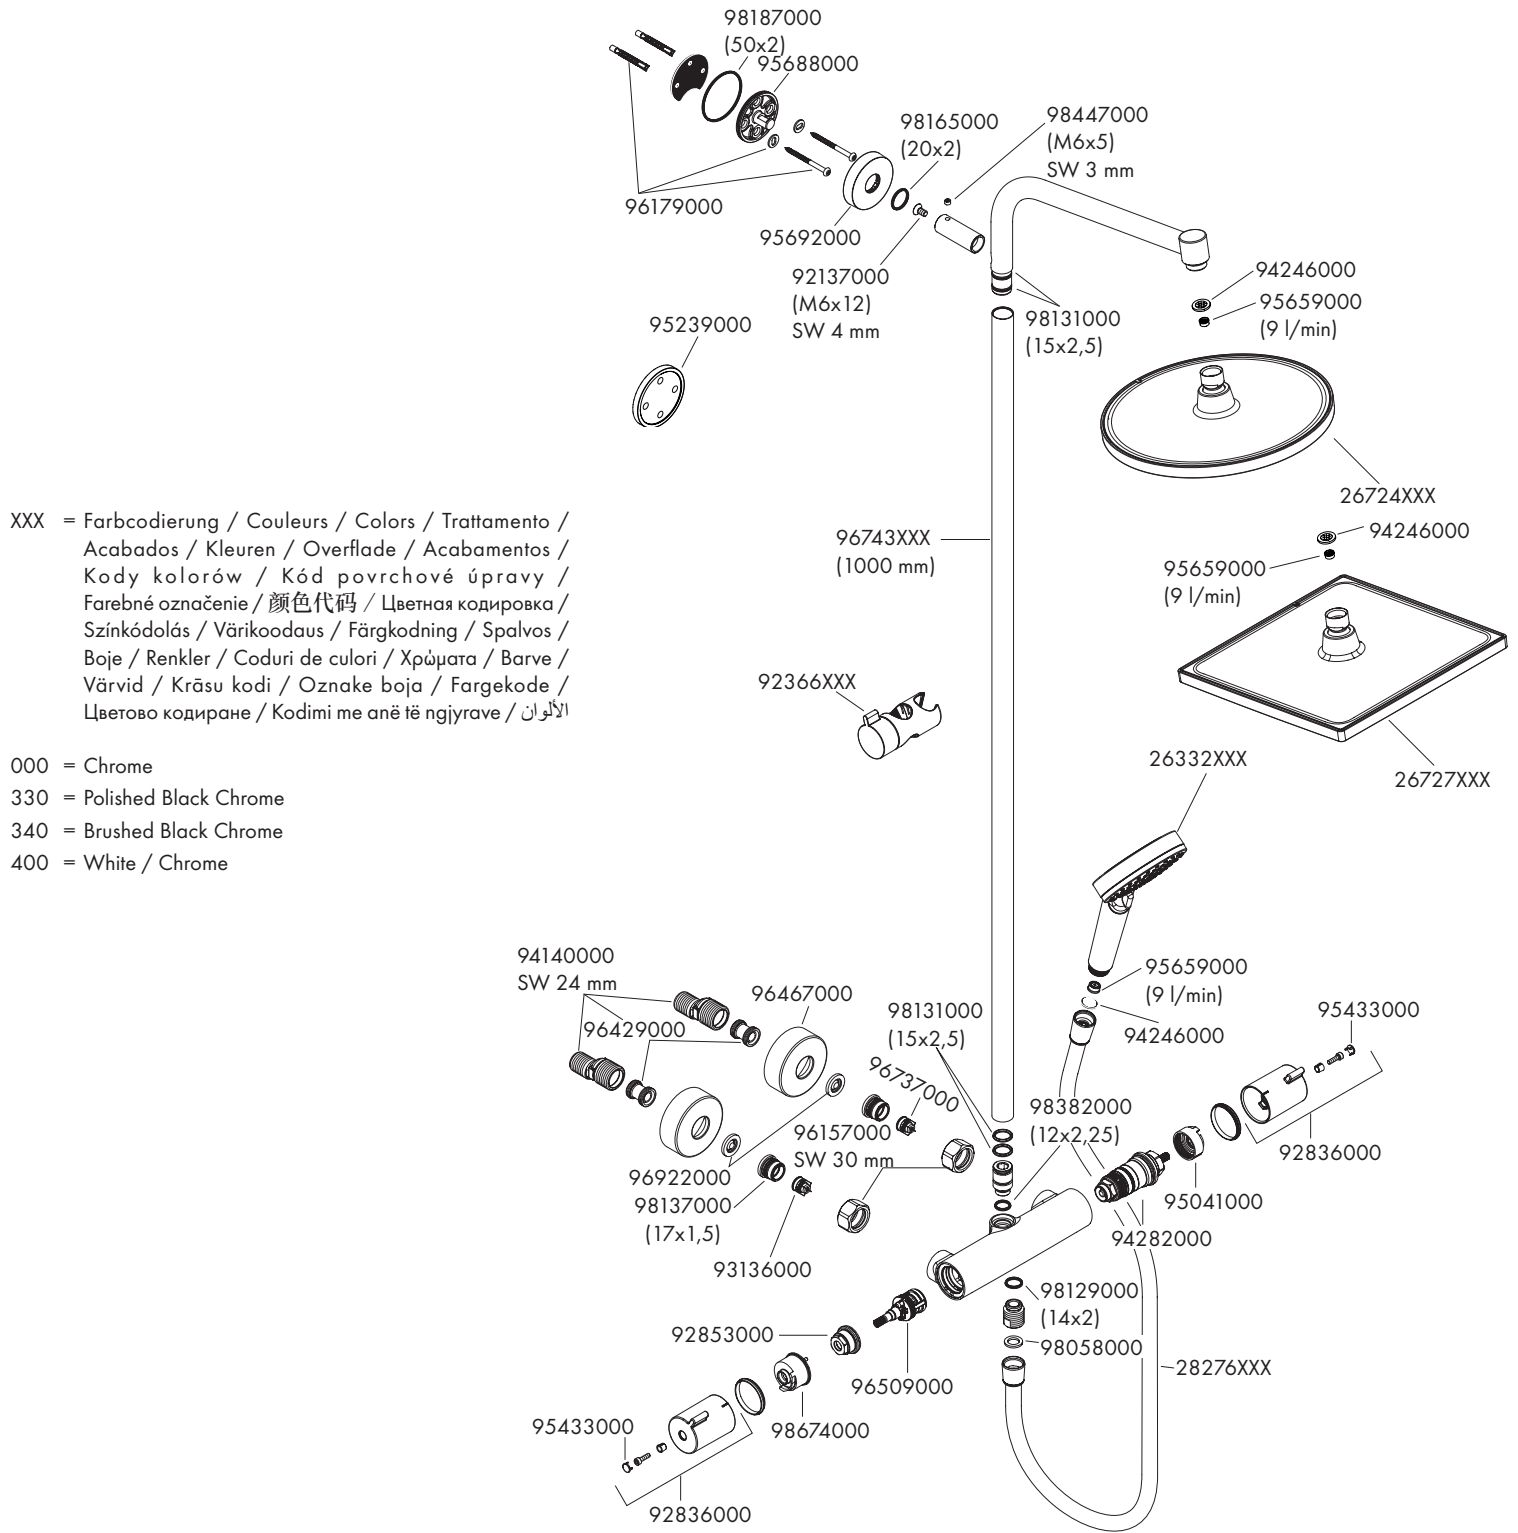 98187000
(50x2)
95688000
98165000
(20x2)
98447000
(M6x5)
SW 3 mm
96179000
95692000
92137000
(M6x12)
SW 4 mm
94246000
95659000
(9 l/min)
98131000
(15x2,5)
95239000
26724XXX
XXX = Farbcodierung / Couleurs / Colors / Trattamento /
Acabados / Kleuren / Overflade / Acabamentos /
Kody kolorów / Kód povrchové úpravy /
Farebné označenie / 颜色代码 / Цветная кодировка /
Színkódolás / Värikoodaus / Färgkodning / Spalvos /
Boje / Renkler / Coduri de culori / Χρώματα / Barve /
Värvid / Krāsu kodi / Oznake boja / Fargekode /
Цветово кодиране / Kodimi me anë të ngjyrave / الألوان
000 = Chrome
330 = Polished Black Chrome
340 = Brushed Black Chrome
400 = White / Chrome
96743XXX
(1000 mm)
94246000
95659000
(9 l/min)
92366XXX
26332XXX
26727XXX
94140000
SW 24 mm
96467000
96429000
98131000
(15x2,5)
96737000
95659000
(9 l/min)
94246000
95433000
98382000
(12x2,25)
96157000
SW 30 mm
92836000
96922000
98137000
(17x1,5)
95041000
94282000
93136000
98129000
(14x2)
98058000
92853000
28276XXX
96509000
98674000
95433000
92836000